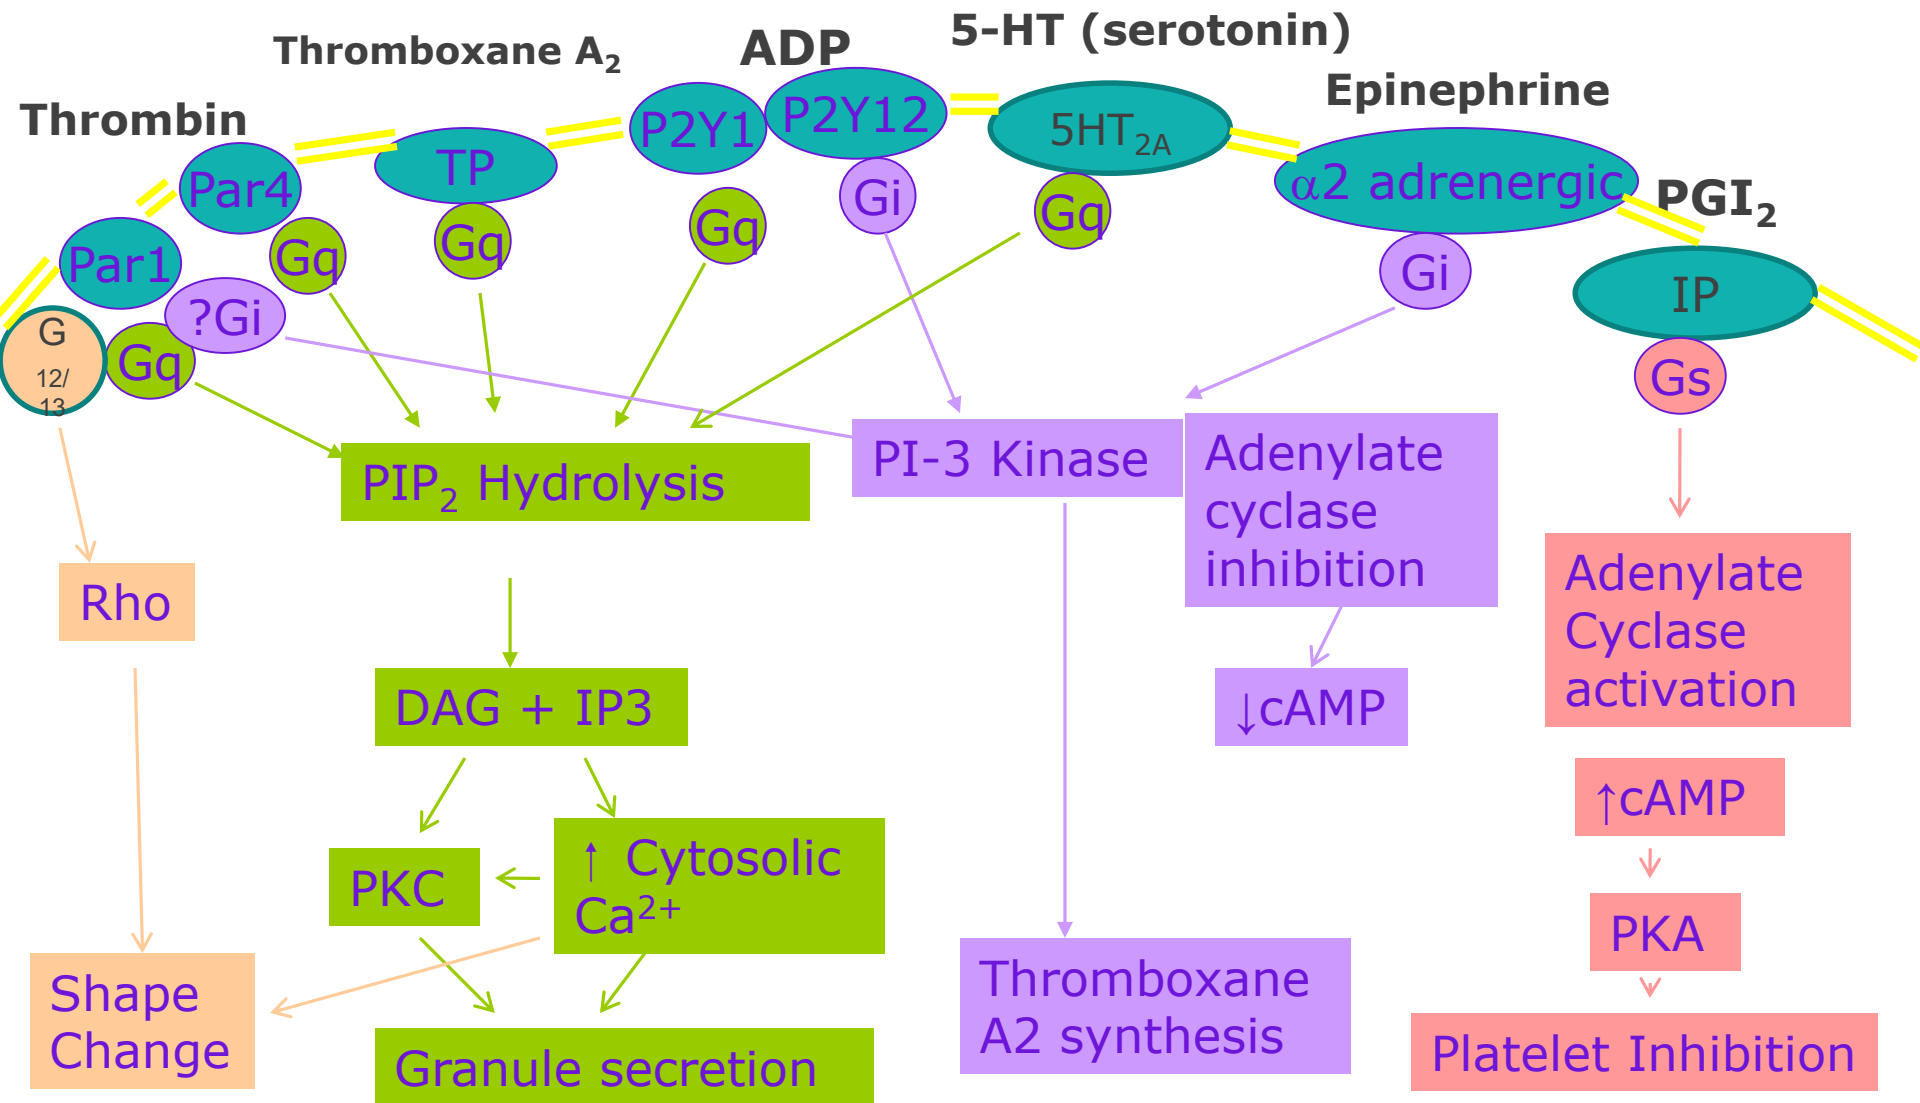 5-HT (serotonin)
Thromboxane A₂
ADP
Epinephrine
Thrombin
PGI₂
P2Y1
P2Y12
5HT₂A
TP
Par4
α2 adrenergic
Par1
IP
Gq
Gq
Gq
Gi
Gq
Gi
?Gi
G
12/
13
Gq
Gs
PIP₂ Hydrolysis
PI-3 Kinase
Adenylate
cyclase
inhibition
Rho
Adenylate
Cyclase
activation
DAG + IP3
↓cAMP
↑cAMP
PKC
↑ Cytosolic
Ca²⁺
PKA
Shape
Change
Thromboxane
A2 synthesis
Granule secretion
Platelet Inhibition